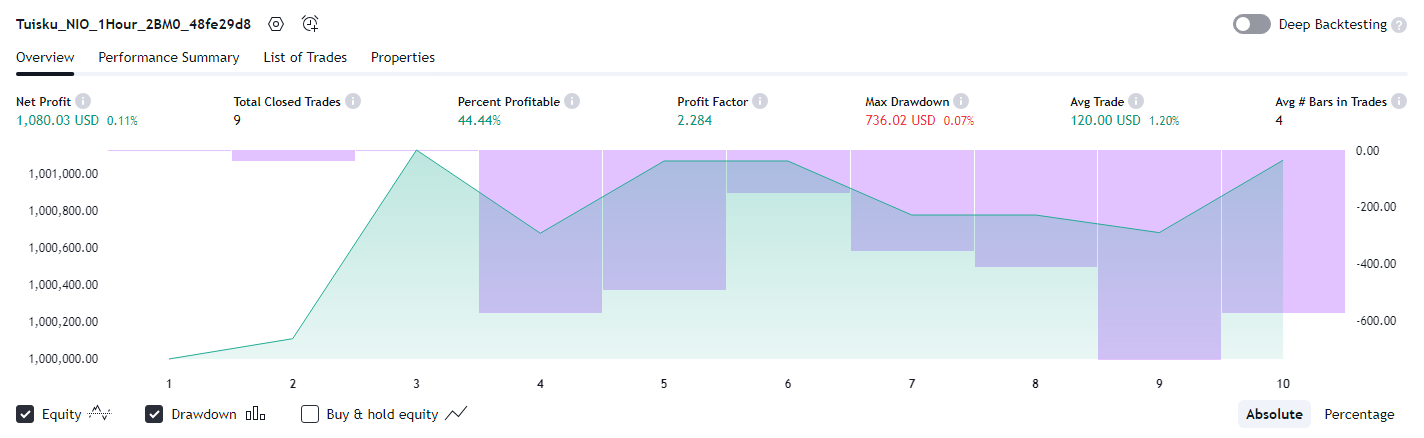 Tuisku_NIO_1Hour_2BM0_48fe29d8 Deep Backtesting ?
Overview Performance Summary List of Trades Properties
Net Profit Total Closed Trades Percent Profitable Profit Factor Max Drawdown Avg Trade Avg # Bars in Trades
1,080.03 USD 0.11% 9 44.44% 2.284 736.02 USD 0.07% 120.00 USD 1.20% 4
0.00
1,001,000.00
1,000,800.00 -200.00
1,000,600.00
-400.00
1,000,400.00
1,000,200.00 -600.00
1,000,000.00
1 2 3 4 5 6 7 8 9 10
Equity Drawdown Buy & hold equity Absolute Percentage